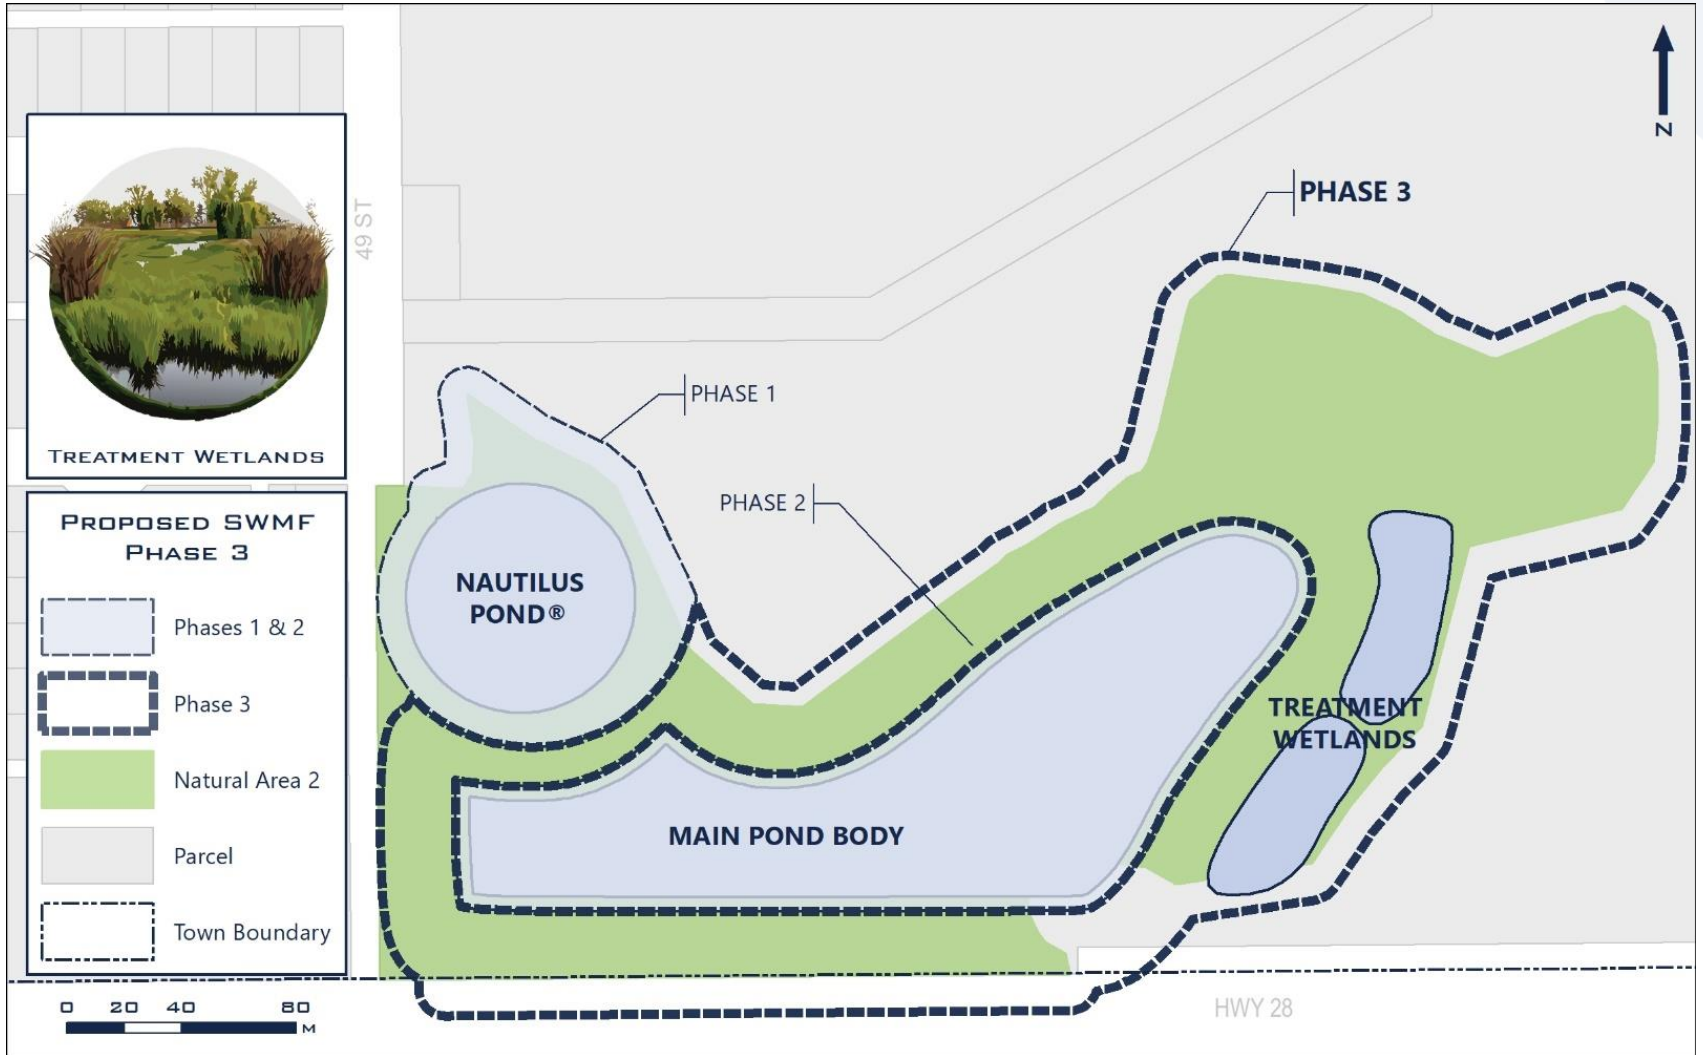 49 ST
TREATMENT WETLANDS
PROPOSED SWMF
PHASE 3
Phases 1 & 2
Phase 3
Natural Area 2
Parcel
Town Boundary
0 20 40 80
M
PHASE 1
PHASE 2
PHASE 3
N
NAUTILUS
POND®
MAIN POND BODY
TREATMENT
WETLANDS
HWY 28